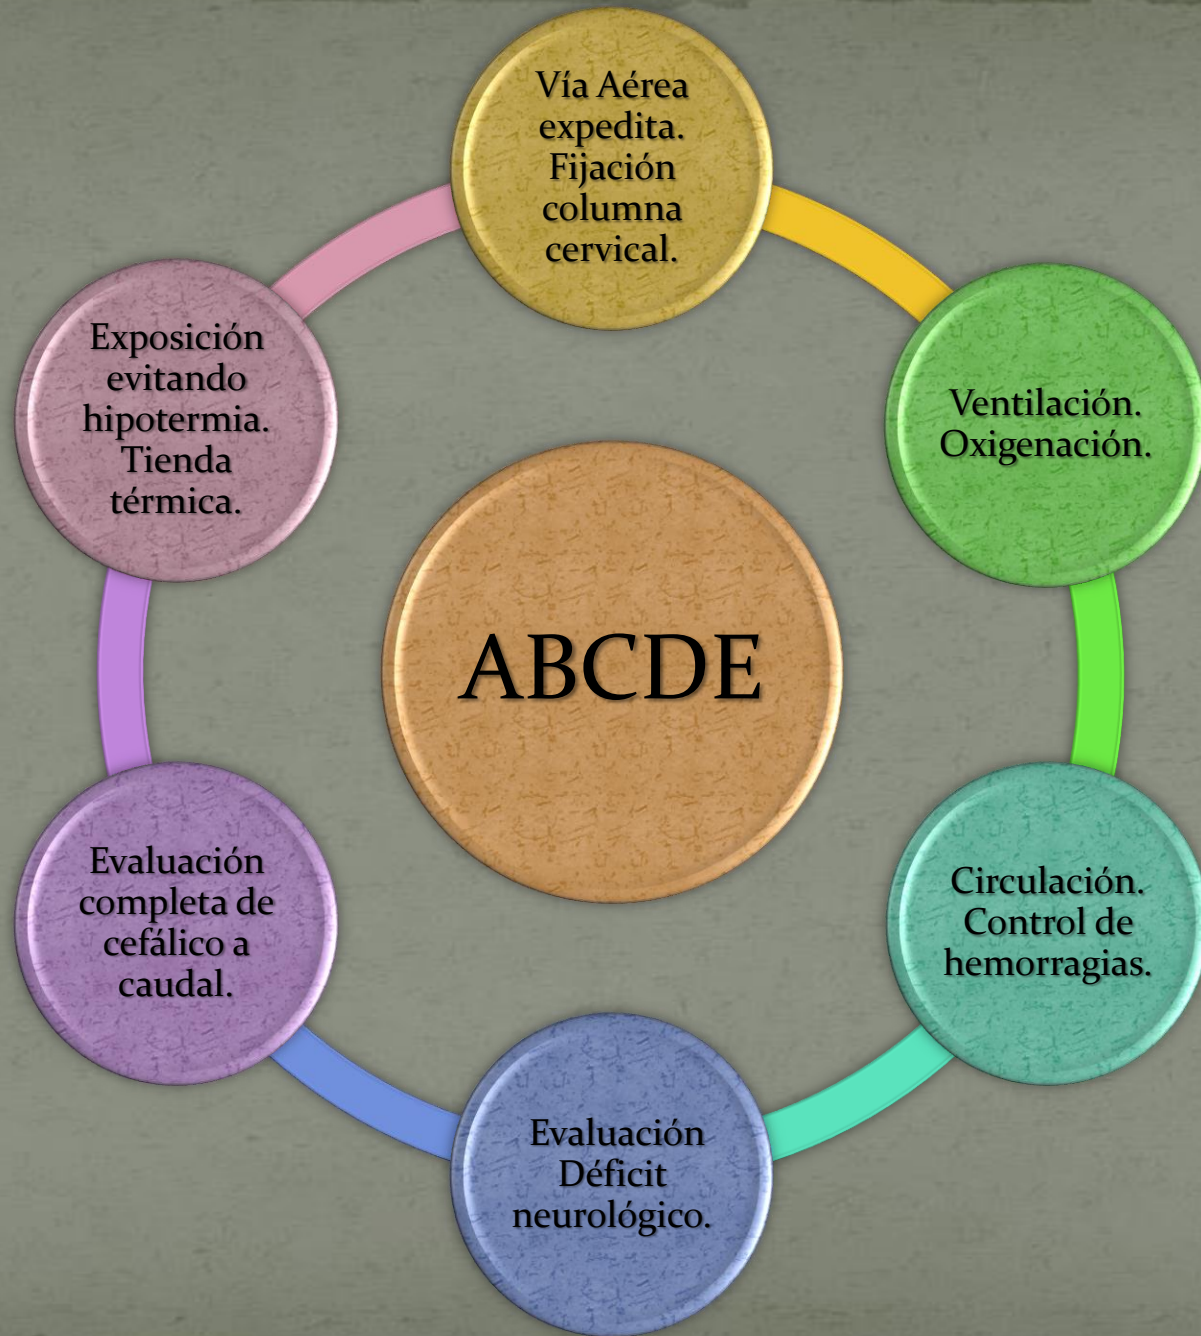 Vía Aérea
expedita.
Fijación
columna
cervical.
Ventilación.
Oxigenación.
Circulación.
Control de
hemorragias.
Evaluación
Déficit
neurológico.
Evaluación
completa de
cefálico a
caudal.
Exposición
evitando
hipotermia.
Tienda
térmica.
ABCDE